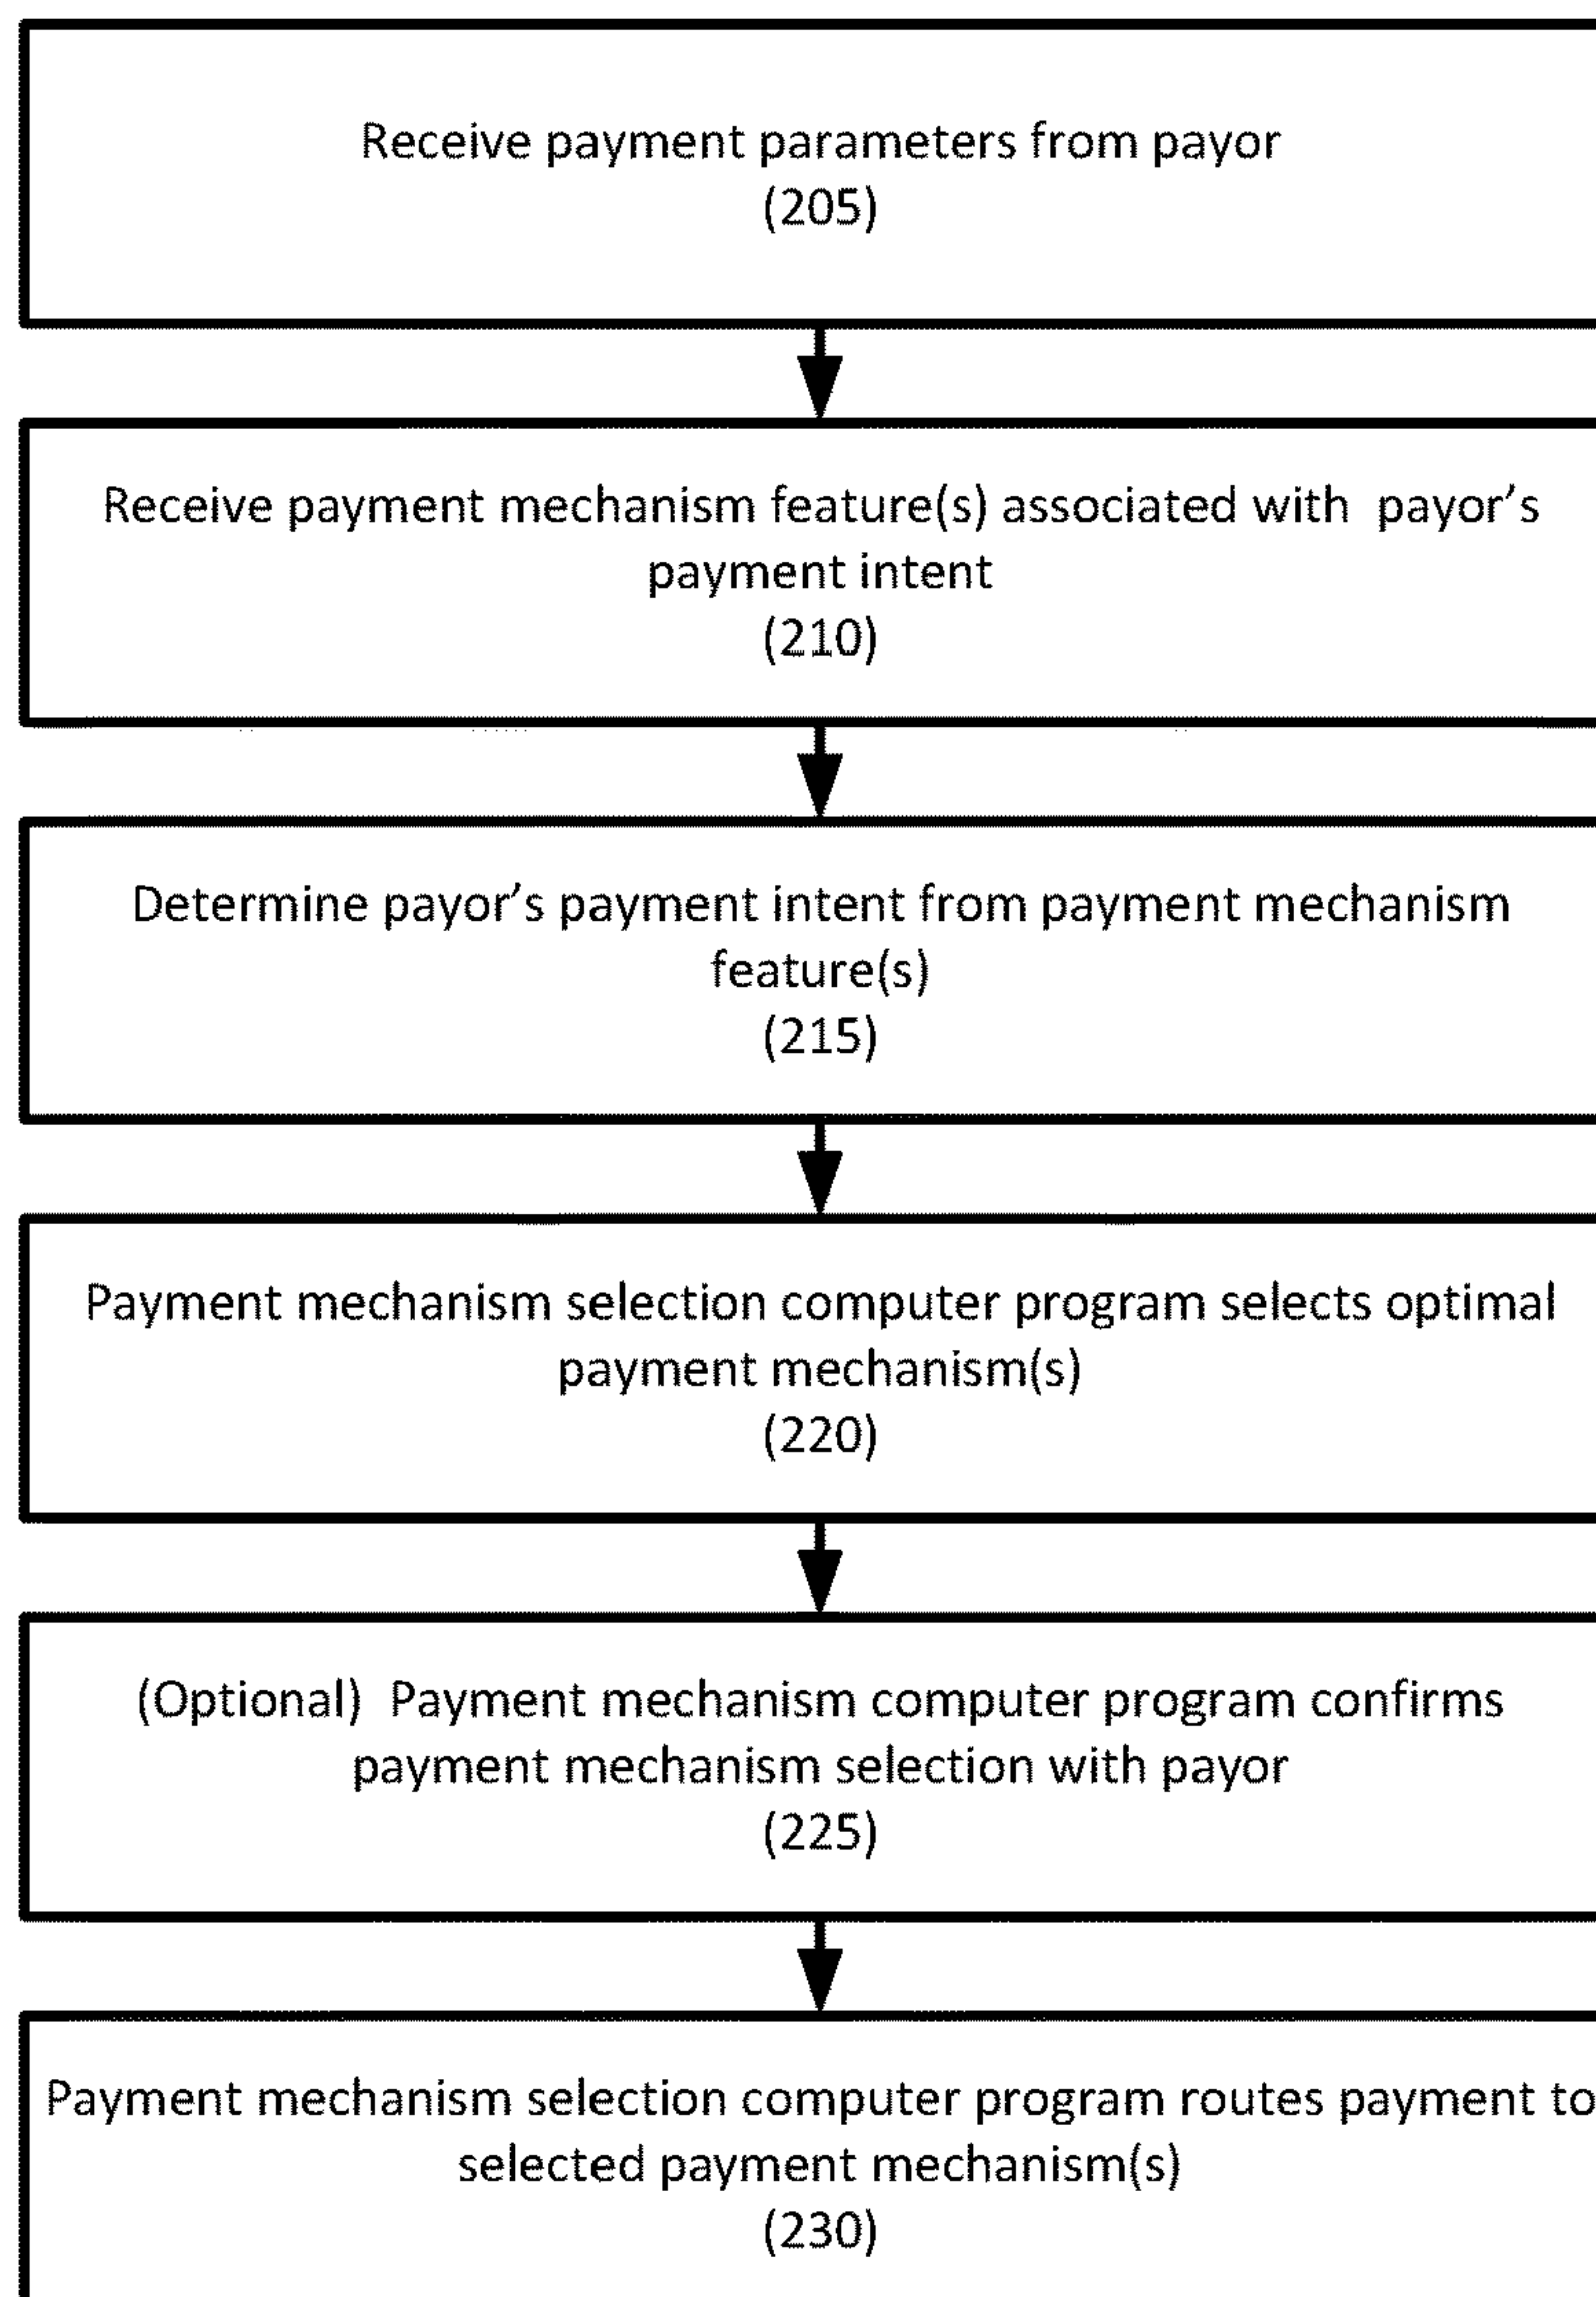 Receive payment parameters from payor
(205)
Receive payment mechanism feature(s) associated with payor's
payment intent
(210)
Determine payor's payment intent from payment mechanism
feature(s)
(215)
Payment mechanism selection computer program selects optimal
payment mechanism(s)
(220)
(Optional) Payment mechanism computer program confirms
payment mechanism selection with payor
(225)
Payment mechanism selection computer program routes payment to
selected payment mechanism(s)
(230)